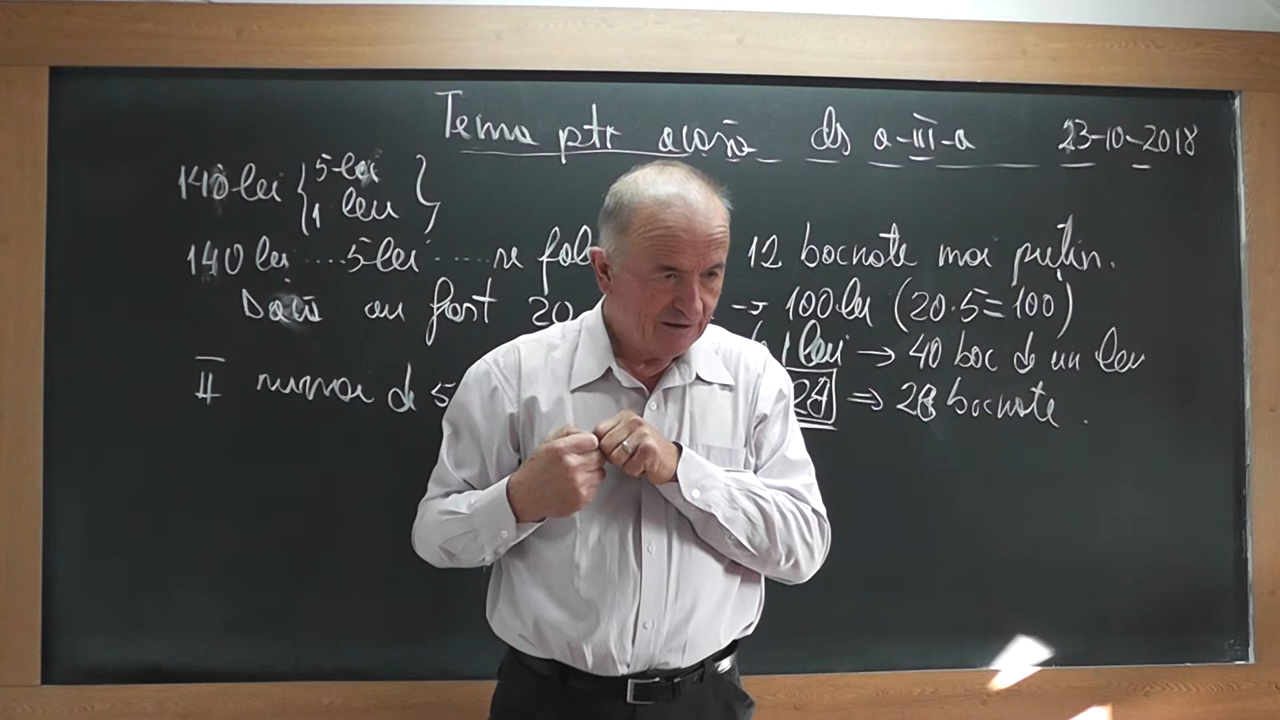 Tema ptr acasă cls a-III-a 23-10-2018
140 lei { 5 lei
1 leu }
140 lei ....5 lei ..... se fol 12 bacnote mai puțin.
Dacă au fost 20 → 100 lei (20·5=100)
1 leu → 40 bac de un leu
II numai de 5 28 ⇒ 28 bacnote.